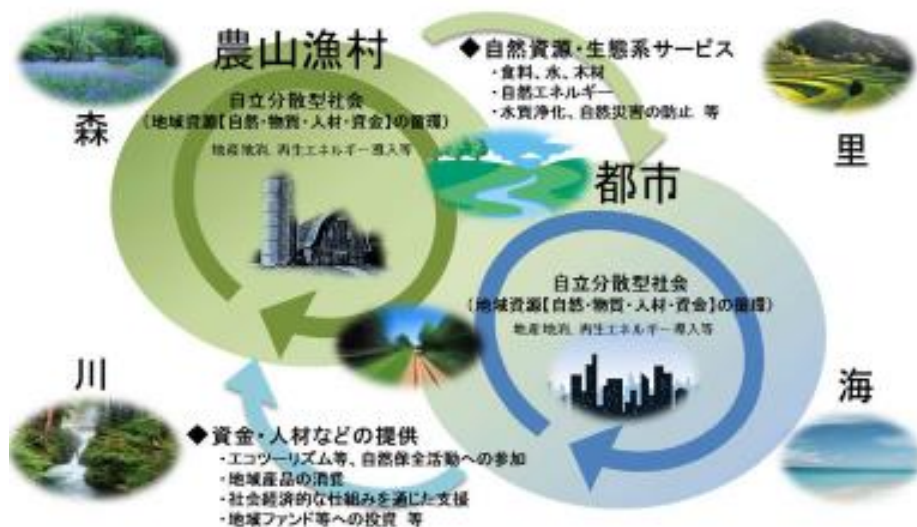 農山漁村
自立分散型社会
(地域資源【自然・物質・人材・資金】の循環)
地産地消、再生エネルギー導入等
◆自然資源・生態系サービス
・食料、水、木材
・自然エネルギー
・水質浄化、自然災害の防止 等
森
里
都市
自立分散型社会
(地域資源【自然・物質・人材・資金】の循環)
地産地消、再生エネルギー導入等
川
海
◆資金・人材などの提供
・エコツーリズム等、自然保全活動への参加
・地域産品の消費
・社会経済的な仕組みを通じた支援
・地域ファンド等への投資 等